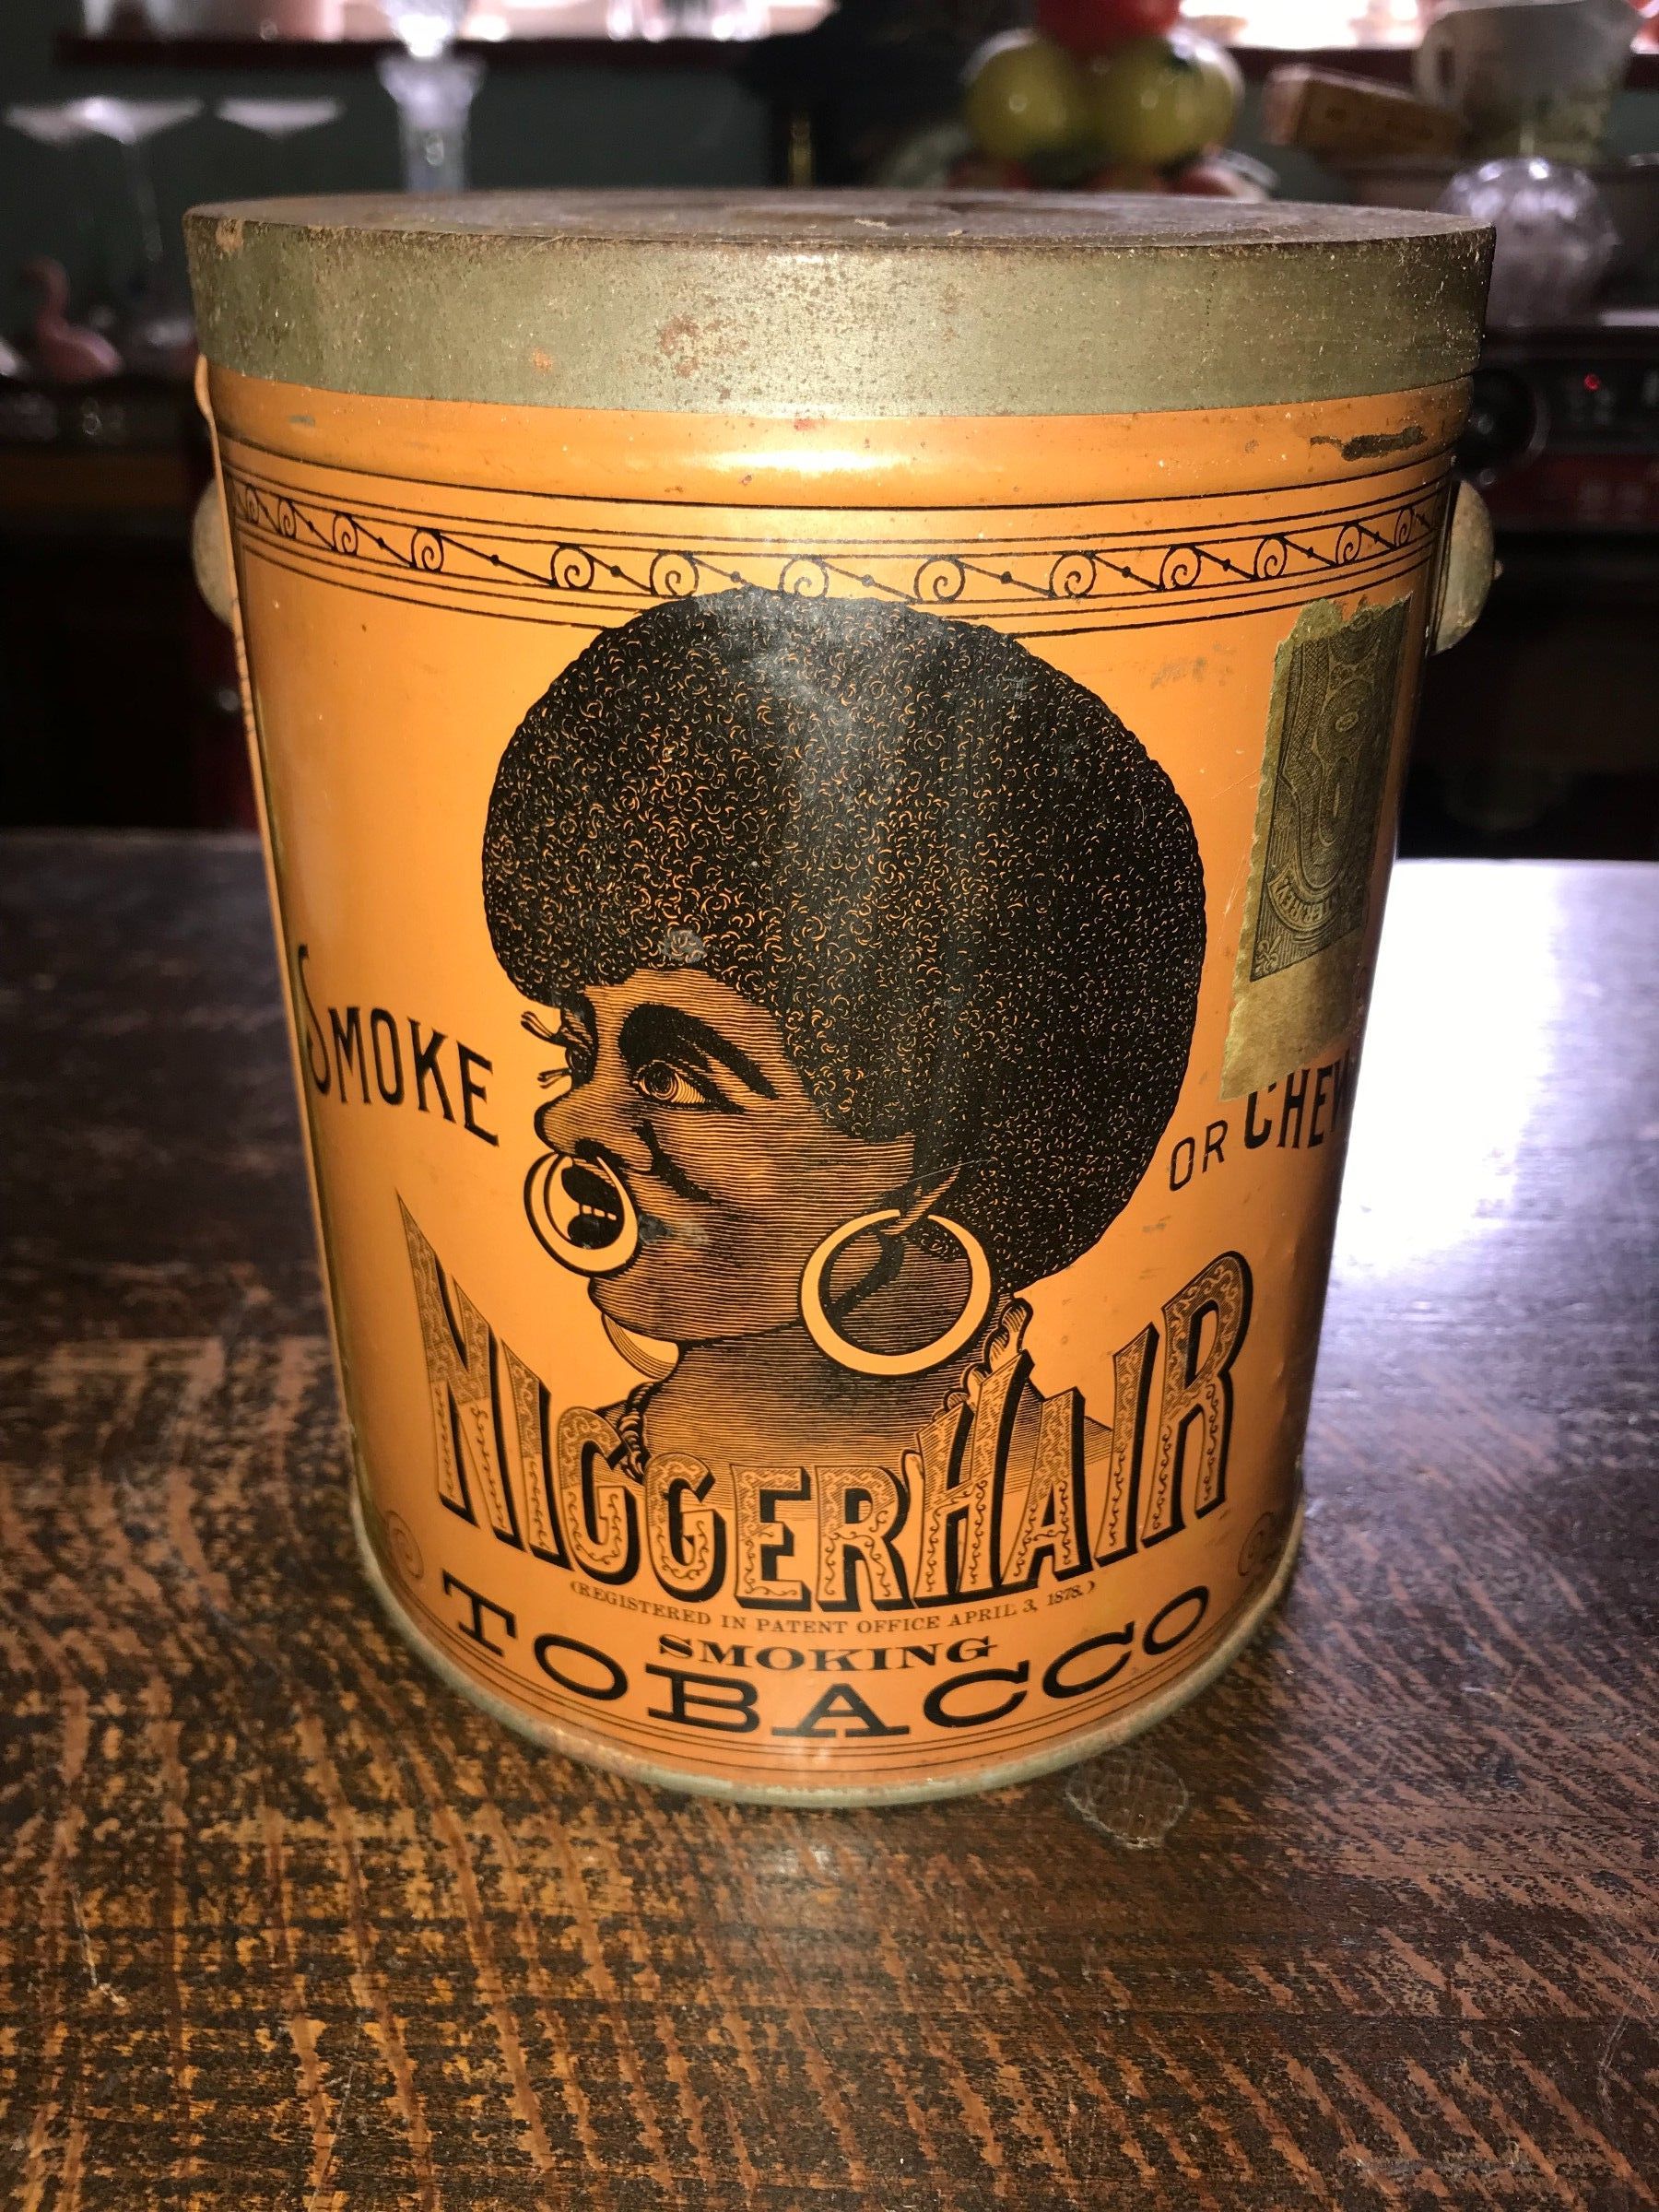 SMOKE
OR CHEW
NIGGERHAIR
(REGISTERED IN PATENT OFFICE APRIL 3, 1878.)
SMOKING
TOBACCO